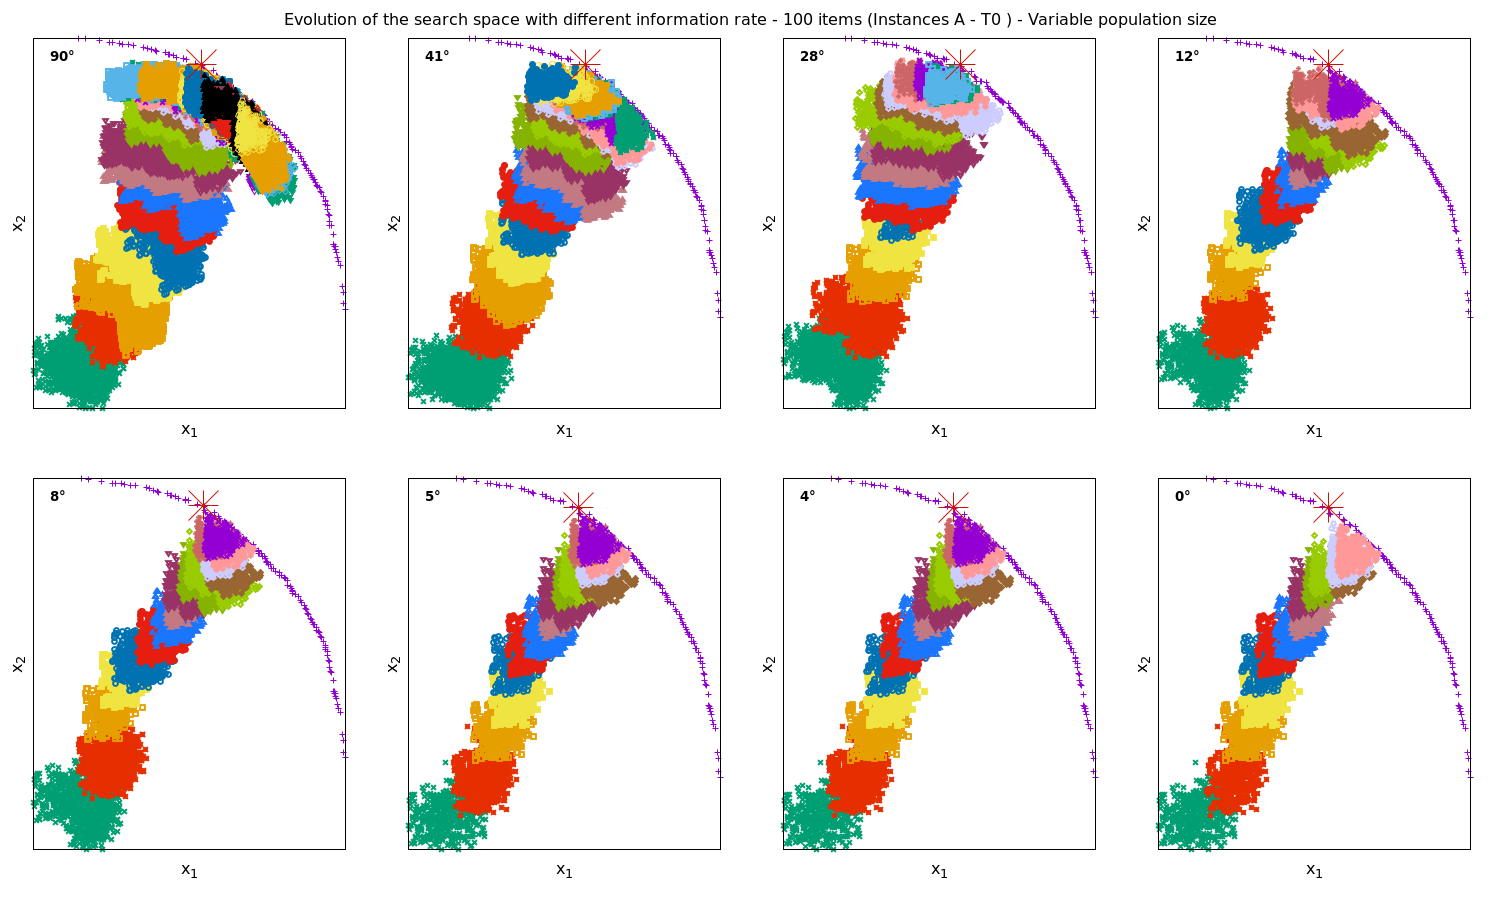 Evolution of the search space with different information rate - 100 items (Instances A - T0 ) - Variable population size
90°
41°
28°
12°
x2
x2
x2
x2
x1
x1
x1
x1
8°
5°
4°
0°
x2
x2
x2
x2
x1
x1
x1
x1